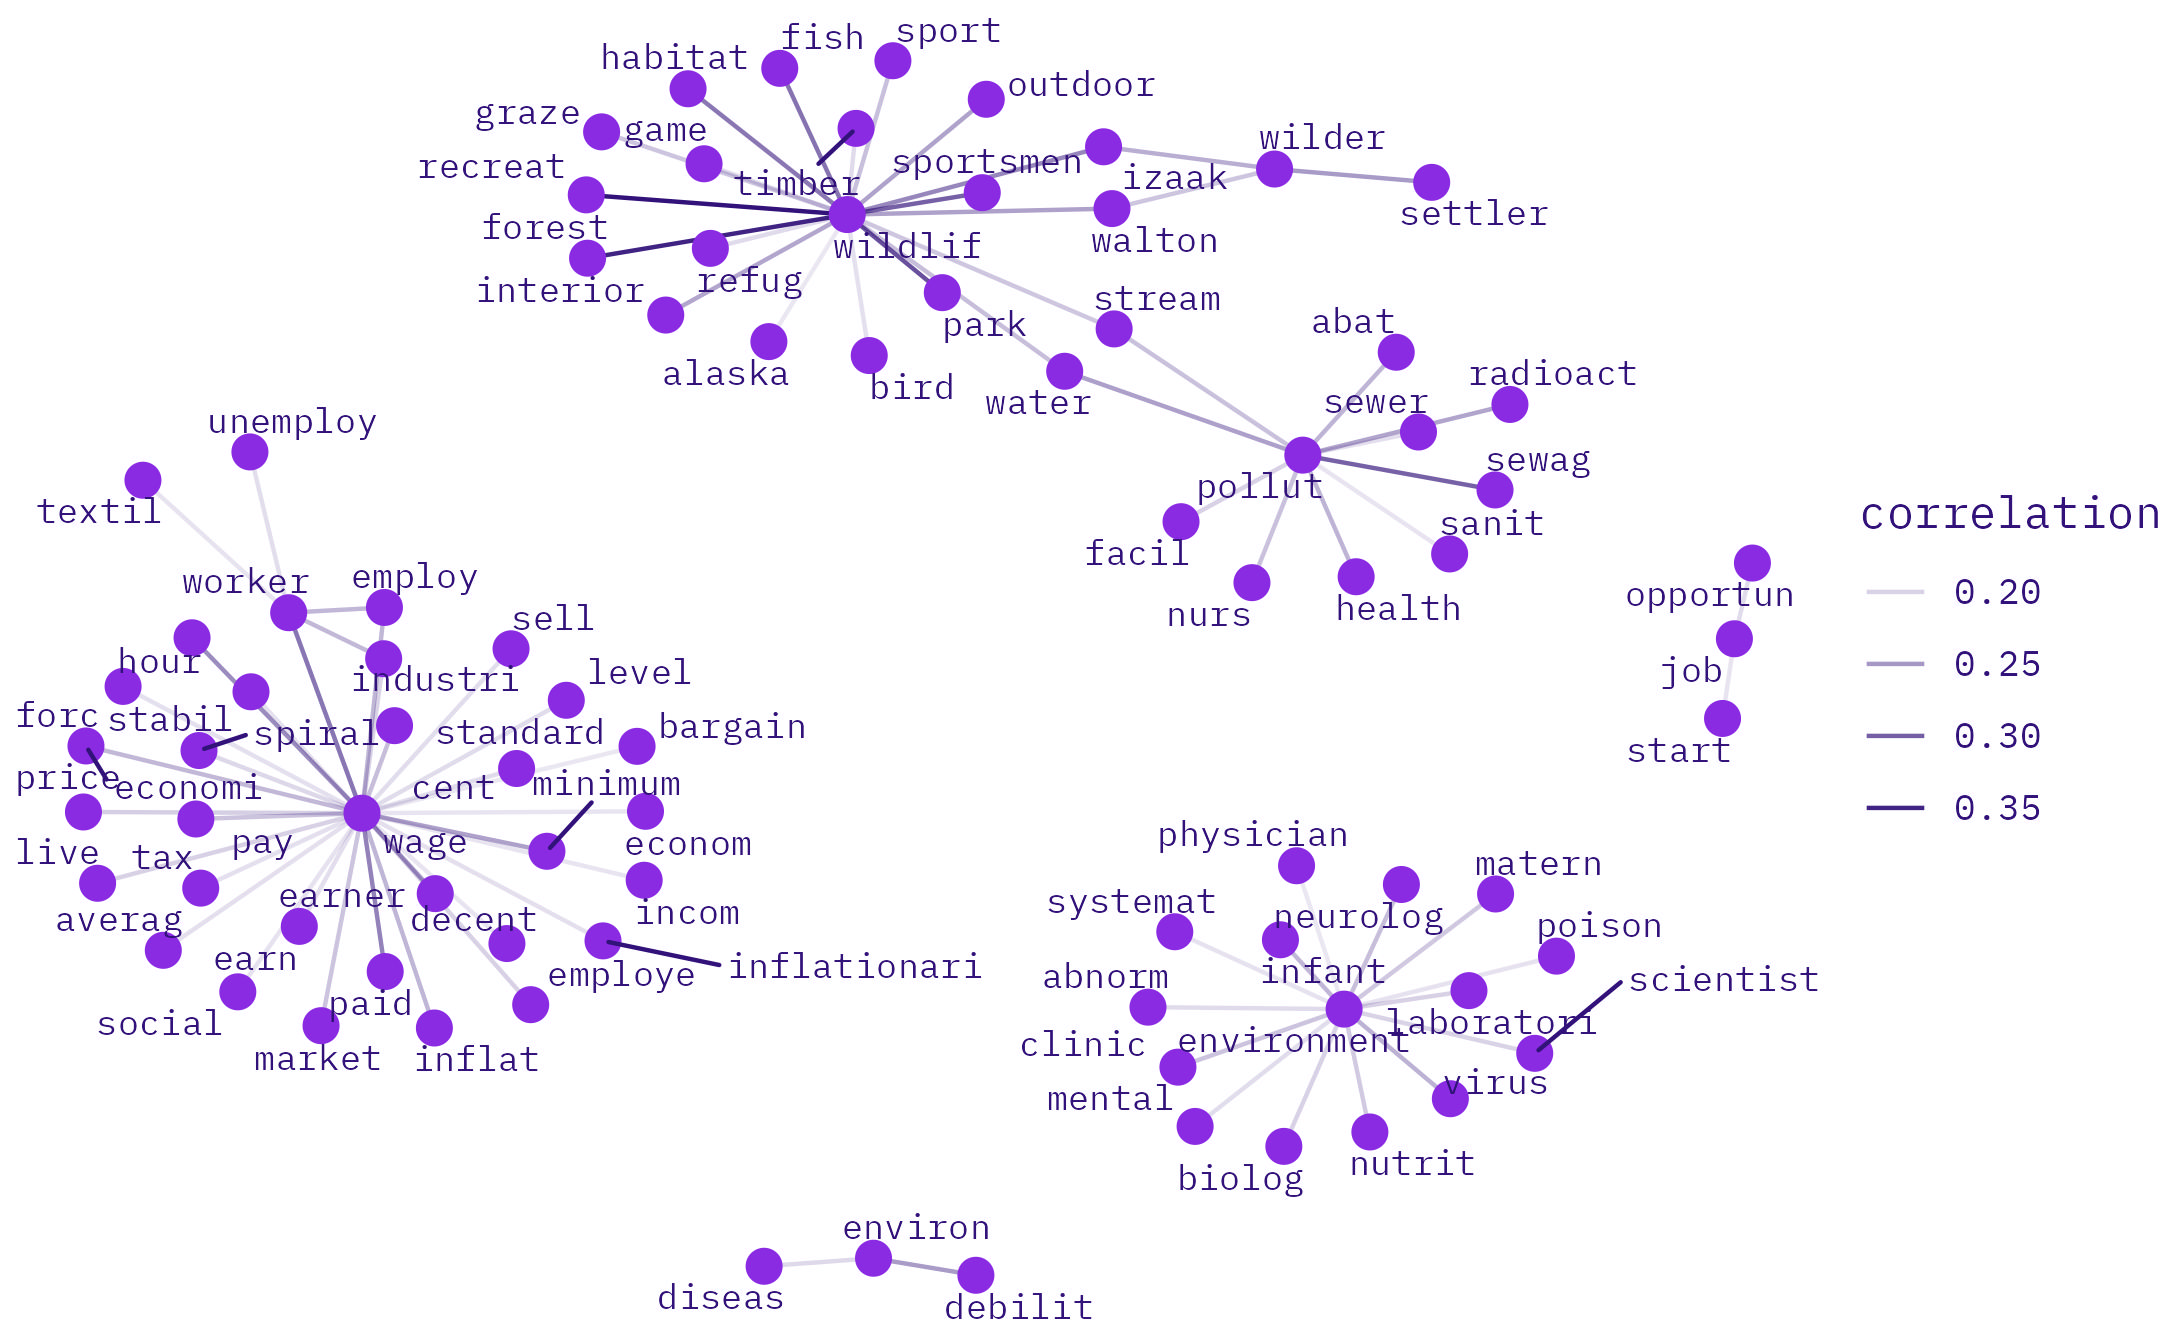 fish
sport
habitat
outdoor
graze
game
wilder
recreat
sportsmen
timber
izaak
settler
forest
wildlif
walton
interior
refug
stream
park
abat
alaska
bird
water
radioact
sewer
unemploy
sewag
textil
pollut
sanit
facil
correlation
0.20
0.25
0.30
0.35
nurs
health
worker
employ
opportun
sell
hour
industri
level
job
forc
stabil
spiral
standard
bargain
start
price
economi
cent
minimum
live
tax
pay
wage
econom
physician
matern
averag
earner
decent
incom
systemat
neurolog
poison
earn
employe
inflationari
abnorm
infant
scientist
social
paid
market
inflat
clinic
environment
laboratori
mental
virus
biolog
nutrit
environ
diseas
debilit